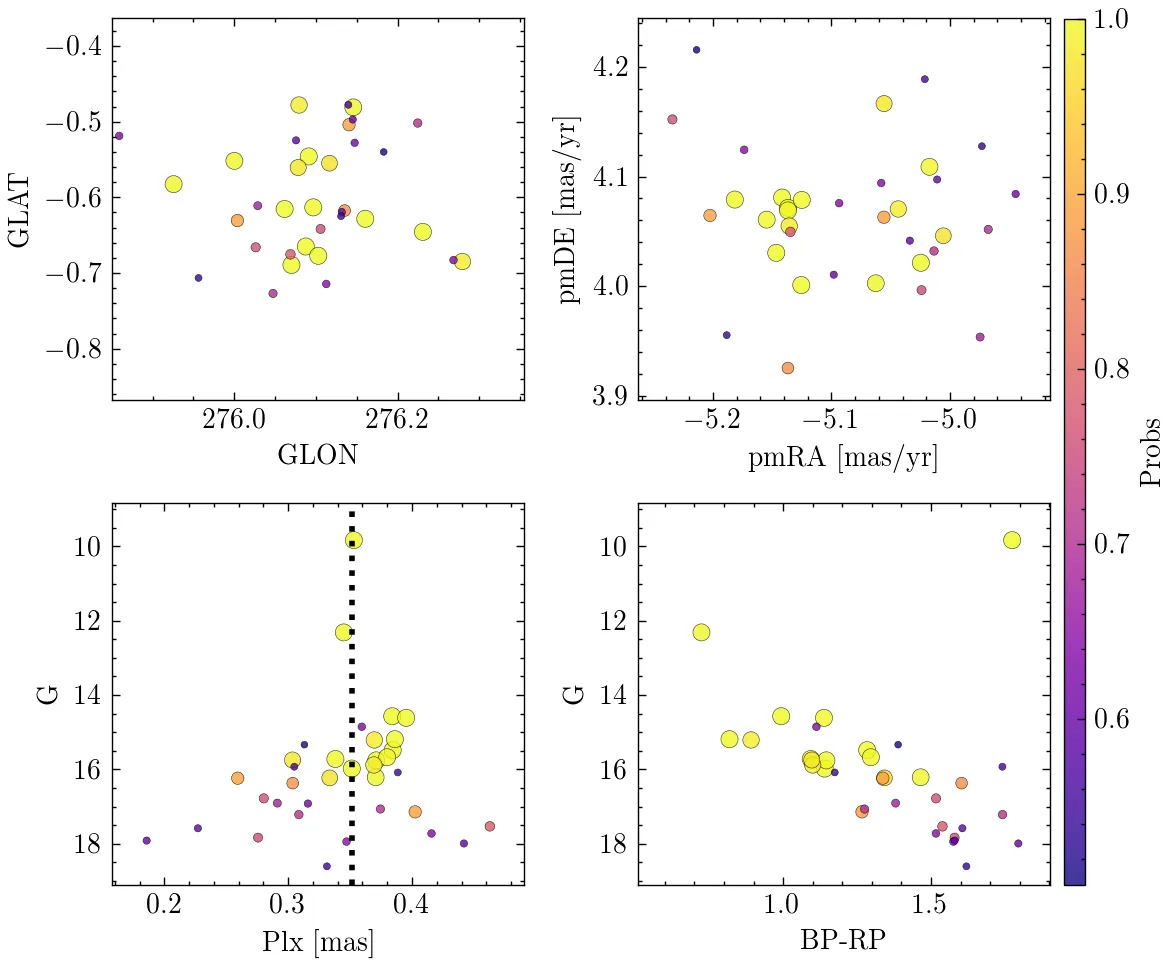 −0.4
−0.5
−0.6
−0.7
−0.8
GLAT
276.0 276.2
GLON
4.2
4.1
4.0
3.9
pmDE [mas/yr]
−5.2 −5.1 −5.0
pmRA [mas/yr]
1.0
0.9
0.8
0.7
0.6
Probs
10
12
14
16
18
G
0.2 0.3 0.4
Plx [mas]
10
12
14
16
18
G
1.0 1.5
BP-RP